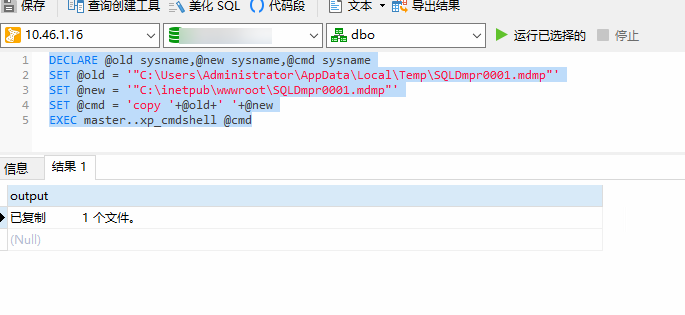 保存 查询创建工具 美化 SQL 代码段 文本 导出结果
10.46.1.16 dbo 运行已选择的 停止
1 DECLARE @old sysname,@new sysname,@cmd sysname
2 SET @old = '"C:\Users\Administrator\AppData\Local\Temp\SQLDmpr0001.mdmp"'
3 SET @new = '"C:\inetpub\wwwroot\SQLDmpr0001.mdmp"'
4 SET @cmd = 'copy '+@old+' '+@new
5 EXEC master..xp_cmdshell @cmd
信息 结果 1
output
已复制 1 个文件。
(Null)